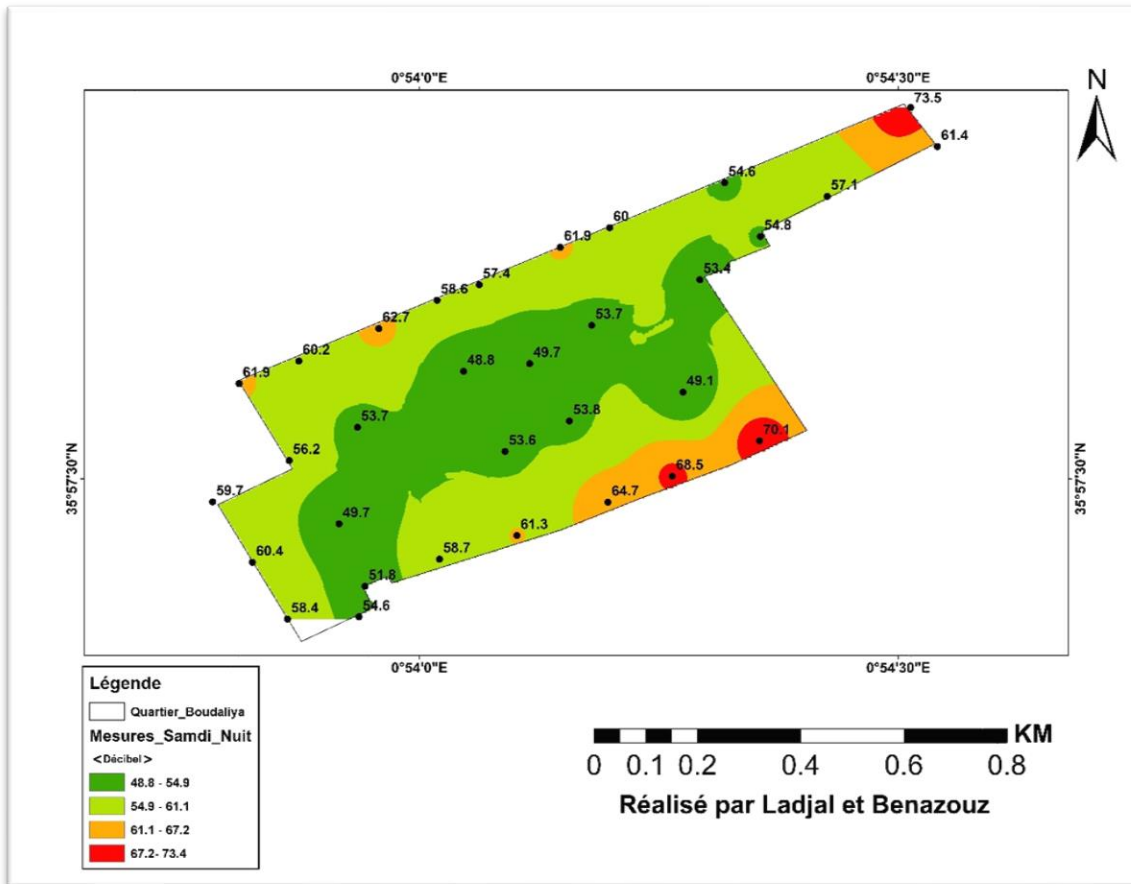 0°54'0"E
0°54'30"E
N
73.5
61.4
54.6
57.1
60
54.8
61.9
53.4
57.4
58.6
62.7
53.7
60.2
49.7
48.8
61.9
49.1
53.7
53.8
70.1
53.6
56.2
68.5
35°57'30"N
35°57'30"N
59.7
64.7
49.7
61.3
60.4
58.7
51.8
58.4
54.6
0°54'0"E
0°54'30"E
Légende
Quartier_Boudaliya
Mesures_Samdi_Nuit
<Décibel>
48.8 - 54.9
54.9 - 61.1
61.1 - 67.2
67.2- 73.4
KM
0 0.1 0.2 0.4 0.6 0.8
Réalisé par Ladjal et Benazouz